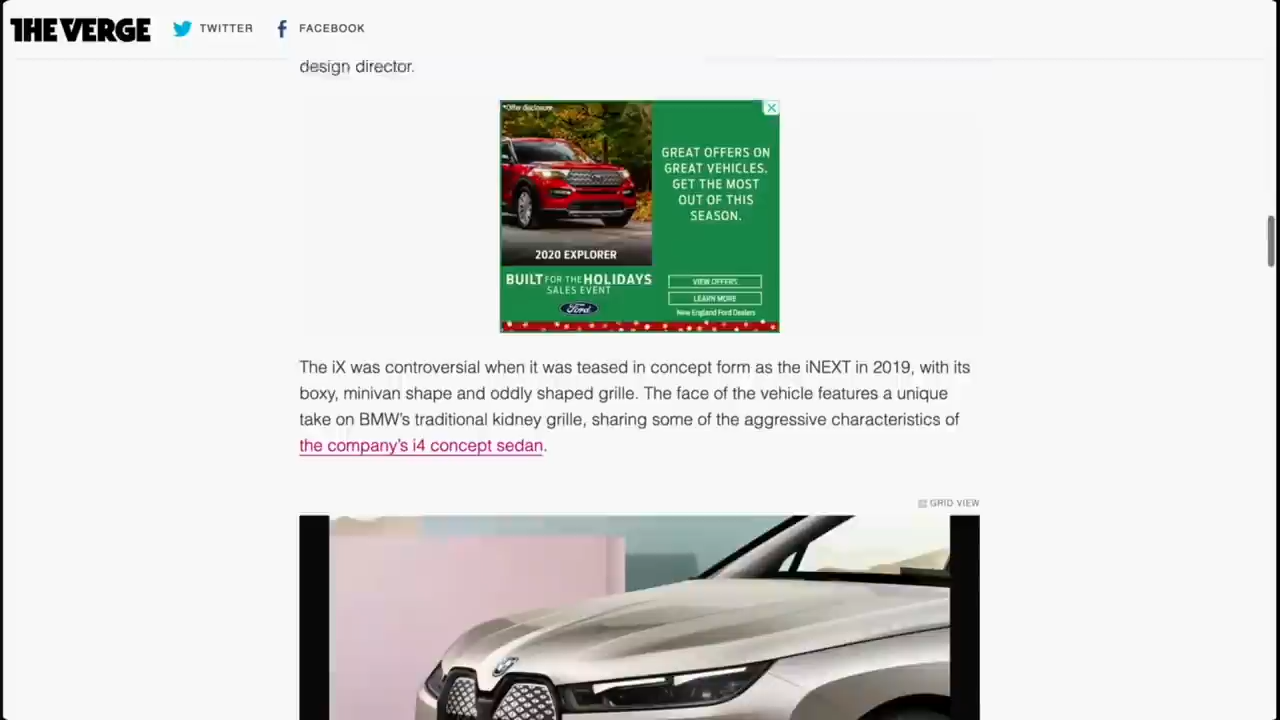 THE VERGE TWITTER FACEBOOK
design director.
*Offer disclosure
GREAT OFFERS ON
GREAT VEHICLES.
GET THE MOST
OUT OF THIS
SEASON.
2020 EXPLORER
BUILT FOR THE HOLIDAYS
SALES EVENT
Ford
VIEW OFFERS
LEARN MORE
New England Ford Dealers
The iX was controversial when it was teased in concept form as the iNEXT in 2019, with its
boxy, minivan shape and oddly shaped grille. The face of the vehicle features a unique
take on BMW’s traditional kidney grille, sharing some of the aggressive characteristics of
the company’s i4 concept sedan.
GRID VIEW